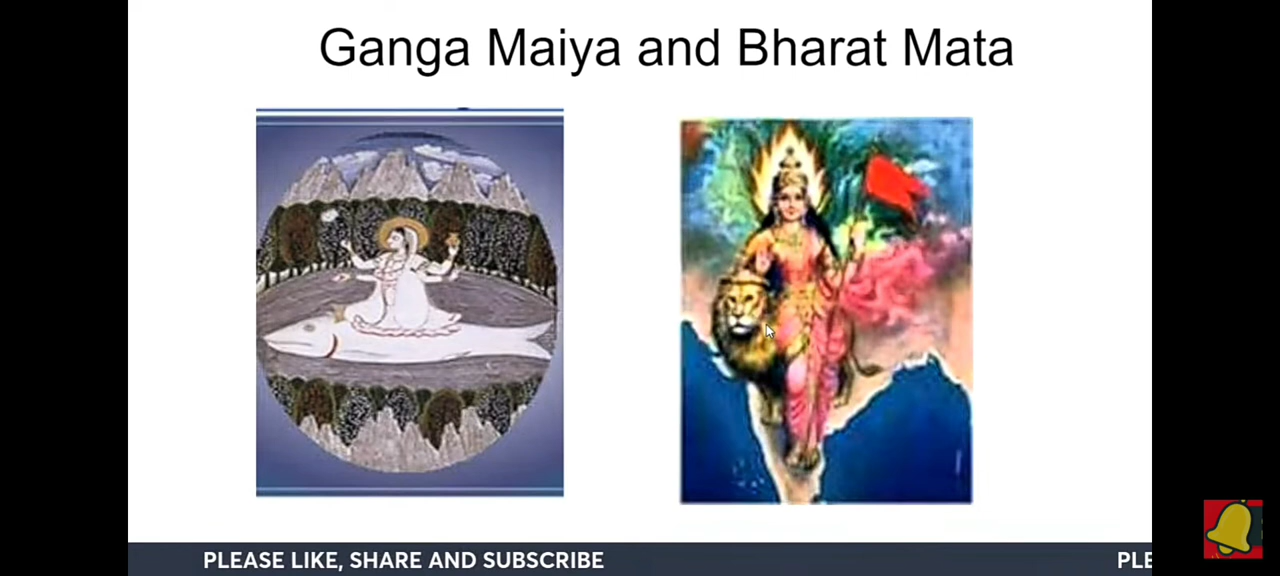 Ganga Maiya and Bharat Mata
PLEASE LIKE, SHARE AND SUBSCRIBE
PLE